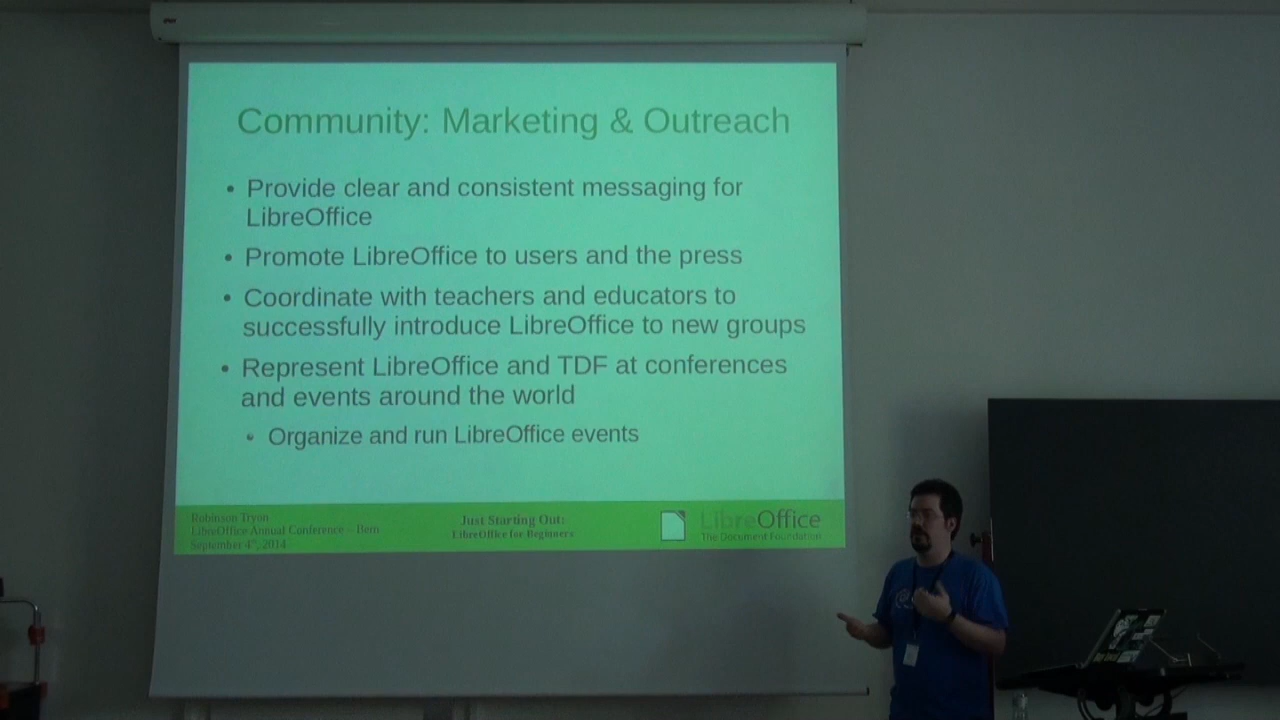 Community: Marketing & Outreach
• Provide clear and consistent messaging for
LibreOffice
• Promote LibreOffice to users and the press
• Coordinate with teachers and educators to
successfully introduce LibreOffice to new groups
• Represent LibreOffice and TDF at conferences
and events around the world
• Organize and run LibreOffice events
Robinson Tryon
LibreOffice Annual Conference – Bern
September 4th, 2014
Just Starting Out:
LibreOffice for Beginners
LibreOffice
The Document Foundation